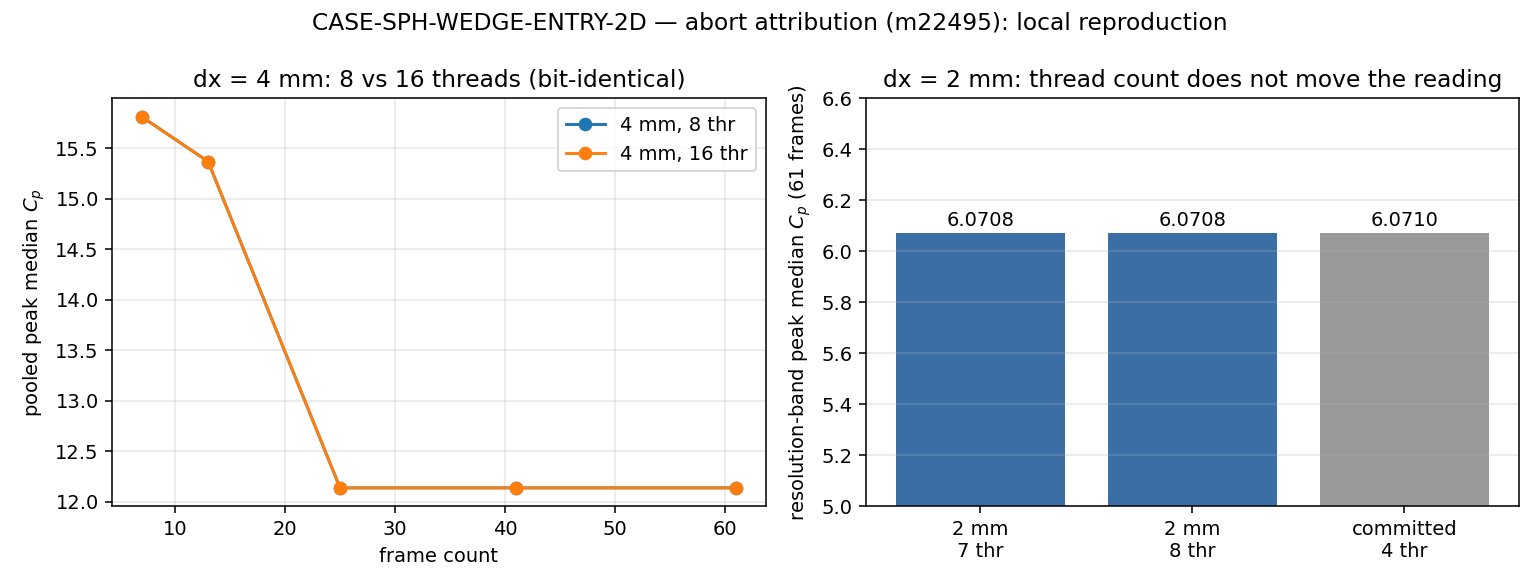 CASE-SPH-WEDGE-ENTRY-2D — abort attribution (m22495): local reproduction
dx = 4 mm: 8 vs 16 threads (bit-identical)
pooled peak median Cp
15.5
15.0
14.5
14.0
13.5
13.0
12.5
12.0
4 mm, 8 thr
4 mm, 16 thr
10 20 30 40 50 60
frame count
dx = 2 mm: thread count does not move the reading
resolution-band peak median Cp (61 frames)
6.6
6.4
6.2
6.0
5.8
5.6
5.4
5.2
5.0
6.0708 6.0708 6.0710
2 mm
7 thr
2 mm
8 thr
committed
4 thr